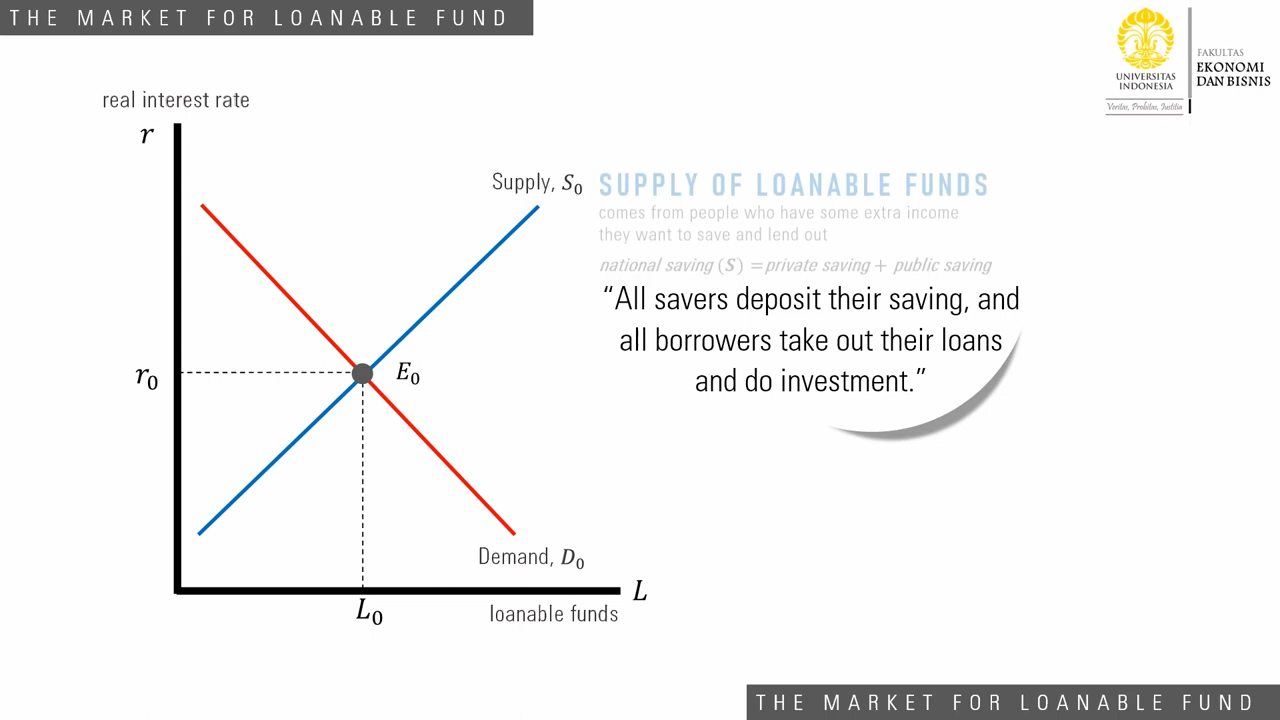 THE MARKET FOR LOANABLE FUND
UNIVERSITAS
INDONESIA
Veritas, Probitas, Iustitia
FAKULTAS
EKONOMI
DAN BISNIS
real interest rate
r
Supply, S₀
SUPPLY OF LOANABLE FUNDS
comes from people who have some extra income
they want to save and lend out
national saving (S) = private saving + public saving
“All savers deposit their saving, and
all borrowers take out their loans
and do investment.”
r₀
E₀
Demand, D₀
L
L₀
loanable funds
THE MARKET FOR LOANABLE FUND